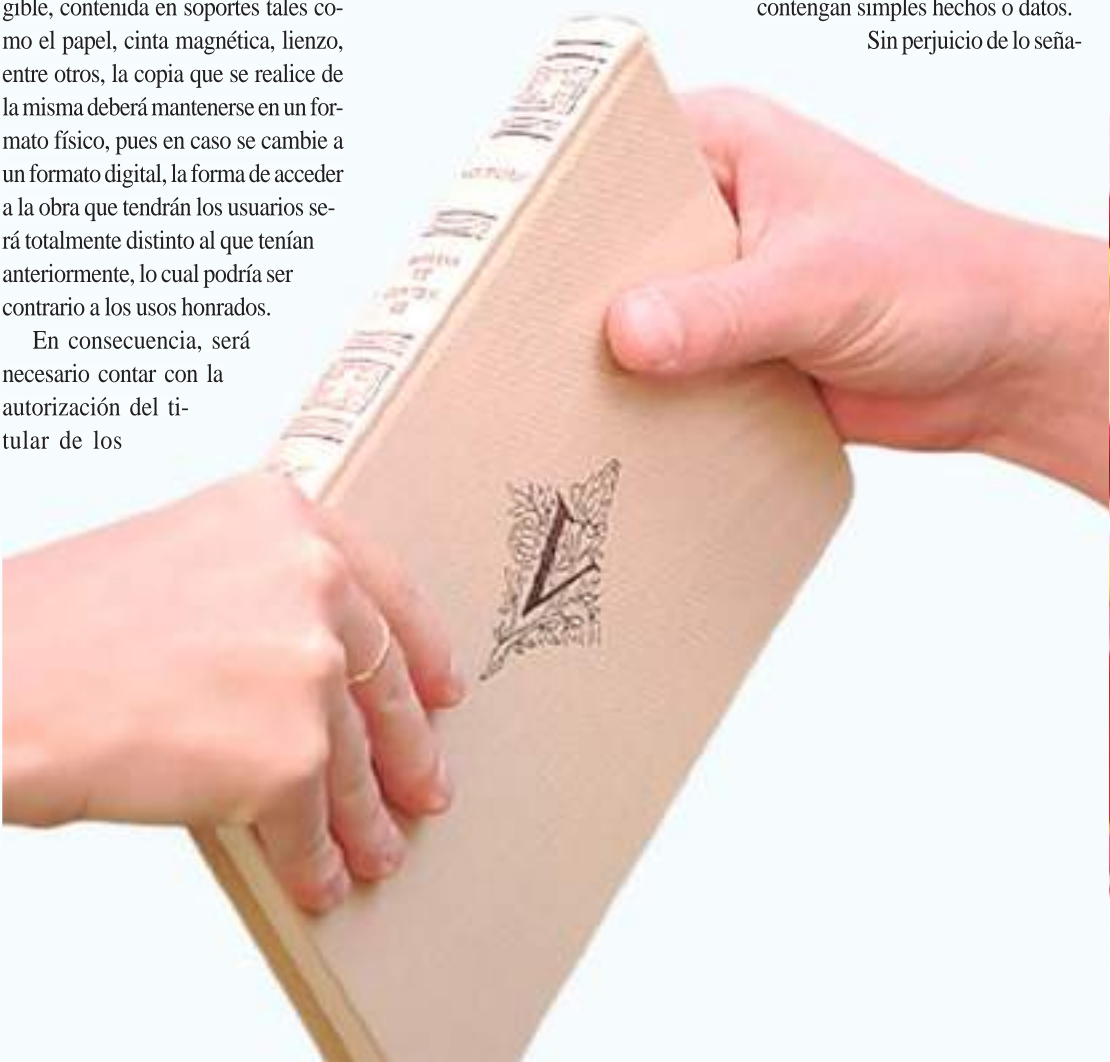 gible, contenida en soportes tales co-
mo el papel, cinta magnética, lienzo,
entre otros, la copia que se realice de
la misma deberá mantenerse en un for-
mato físico, pues en caso se cambie a
un formato digital, la forma de acceder
a la obra que tendrán los usuarios se-
rá totalmente distinto al que tenían
anteriormente, lo cual podría ser
contrario a los usos honrados.
En consecuencia, será
necesario contar con la
autorización del ti-
tular de los
contengan simples hechos o datos.
Sin perjuicio de lo seña-